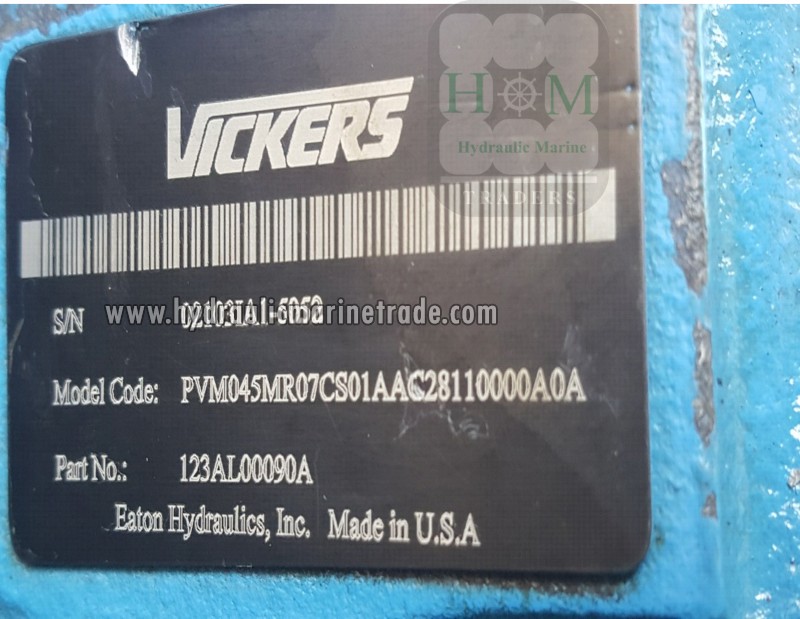 VICKERS
H M
Hydraulic Marine
TRADERS
www.hydraulicmarinetrade.com
S/N
Model Code: PVM045MR07CS01AAC28110000A0A
Part No.: 123AL00090A
Eaton Hydraulics, Inc. Made in U.S.A